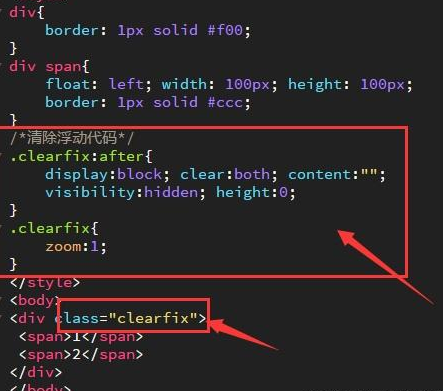 div{
border: 1px solid #f00;
}
div span{
float: left; width: 100px; height: 100px;
border: 1px solid #ccc;
}
/*清除浮动代码*/
.clearfix:after{
display:block; clear:both; content:"";
visibility:hidden; height:0;
}
.clearfix{
zoom:1;
}
</style>
<body>
<div class="clearfix">
<span>1</span>
<span>2</span>
</div>
</body>